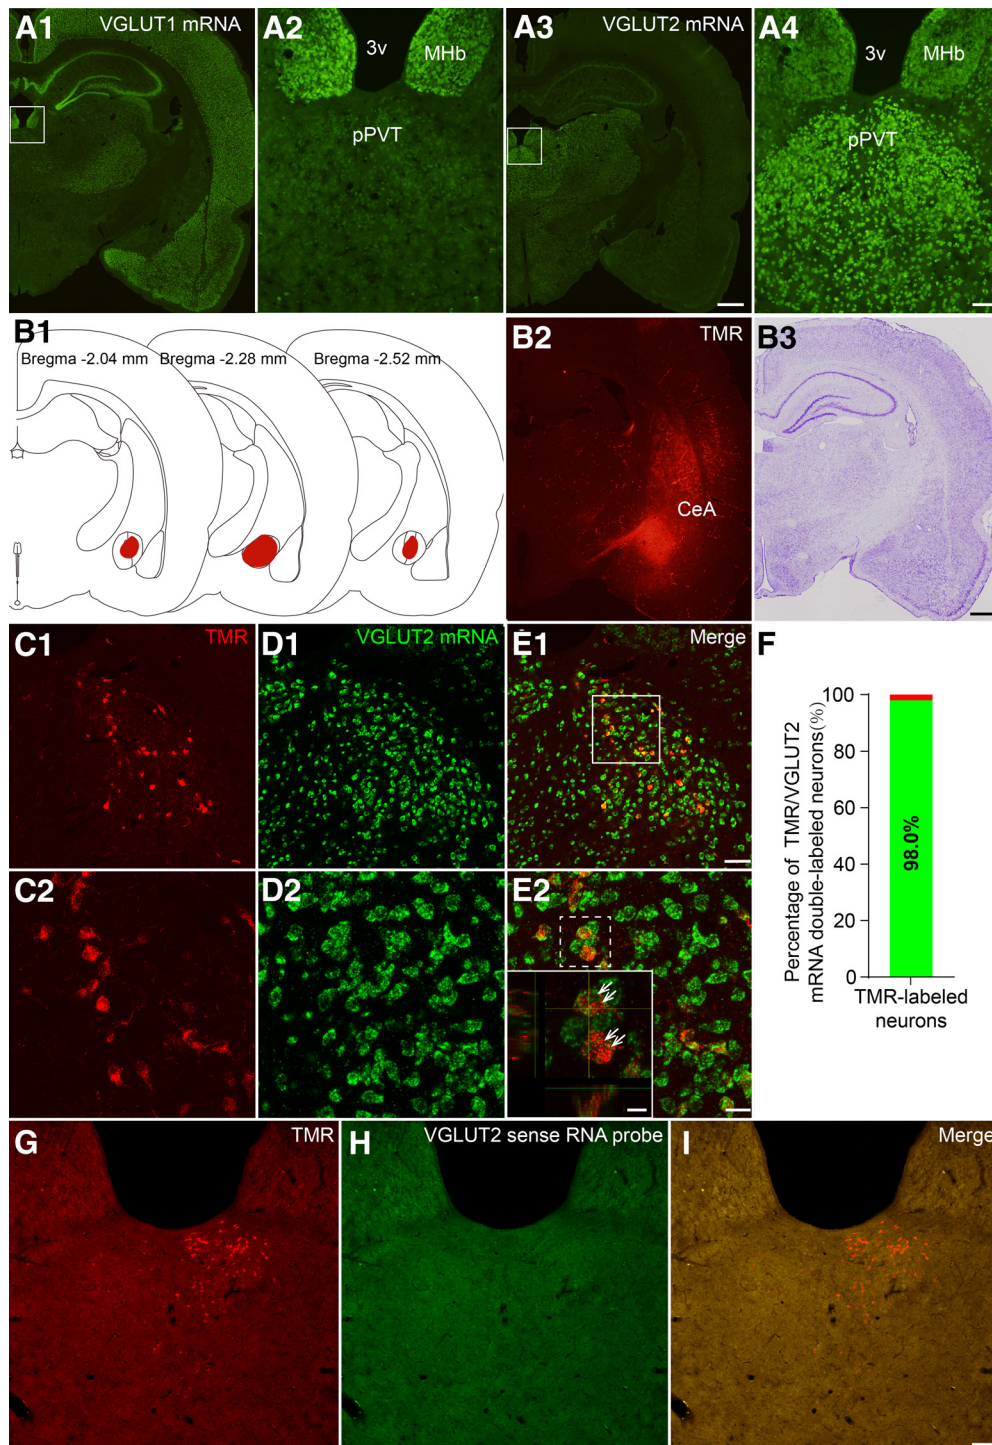 A1
VGLUT1 mRNA
A2
3v
MHb
pPVT
A3
VGLUT2 mRNA
A4
3v
MHb
pPVT
B1
Bregma -2.04 mm
Bregma -2.28 mm
Bregma -2.52 mm
B2
TMR
CeA
B3
C1
TMR
D1
VGLUT2 mRNA
E1
Merge
C2
D2
E2
F
Percentage of TMR/VGLUT2
mRNA double-labeled neurons(%)
100
80
60
40
20
0
98.0%
TMR-labeled
neurons
G
TMR
H
VGLUT2 sense RNA probe
I
Merge